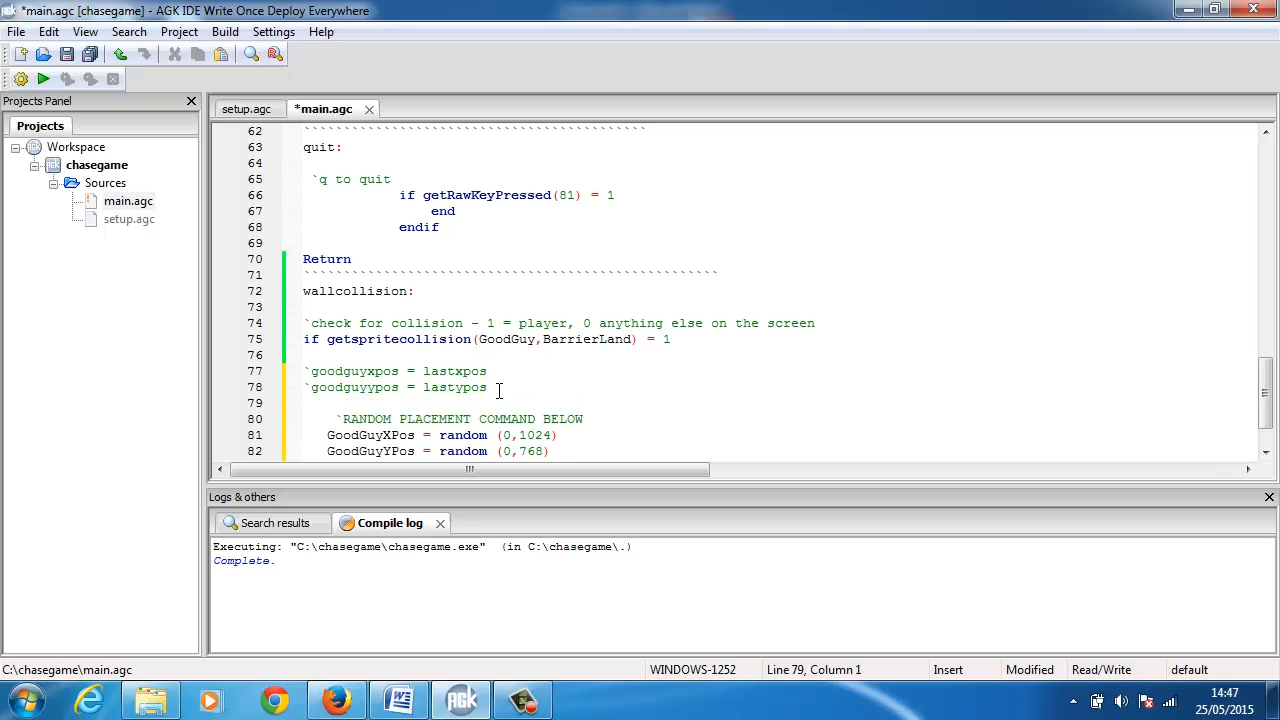 *main.agc [chasegame] - AGK IDE Write Once Deploy Everywhere
File Edit View Search Project Build Settings Help
Projects Panel
setup.agc *main.agc
Projects
Workspace
chasegame
Sources
main.agc
setup.agc
62 ```````````````````````````````````````````
63 quit:
64
65 `q to quit
66 if getRawKeyPressed(81) = 1
67 end
68 endif
69
70 Return
71 ````````````````````````````````````````````````````
72 wallcollision:
73
74 `check for collision - 1 = player, 0 anything else on the screen
75 if getspritecollision(GoodGuy,BarrierLand) = 1
76
77 `goodguyxpos = lastxpos
78 `goodguyypos = lastypos
79
80 `RANDOM PLACEMENT COMMAND BELOW
81 GoodGuyXPos = random (0,1024)
82 GoodGuyYPos = random (0,768)
Logs & others
Search results Compile log
Executing: "C:\chasegame\chasegame.exe" (in C:\chasegame\.)
Complete.
C:\chasegame\main.agc WINDOWS-1252 Line 79, Column 1 Insert Modified Read/Write default
AGK
14:47
25/05/2015